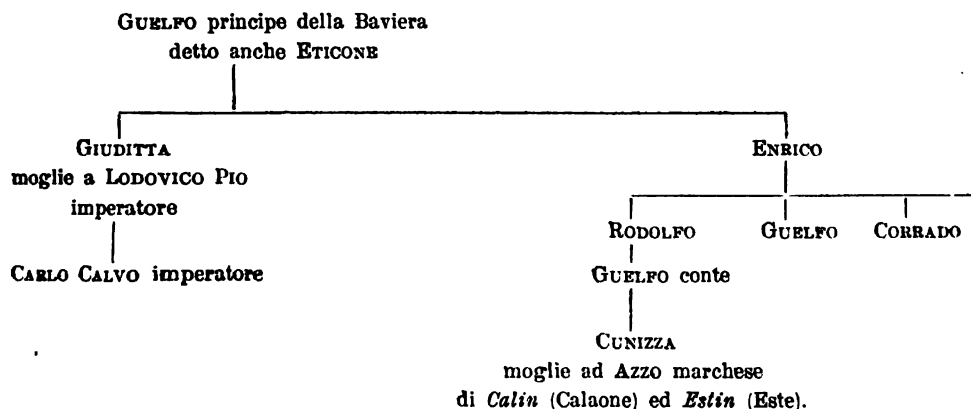 GUELFO principe della Baviera
detto anche ETICONE
GIUDITTA
moglie a LODOVICO PIO
imperatore
CARLO CALVO imperatore
ENRICO
RODOLFO GUELFO CORRADO
GUELFO conte
CUNIZZA
moglie ad AZZO marchese
di Calin (Calaone) ed Estin (Este).